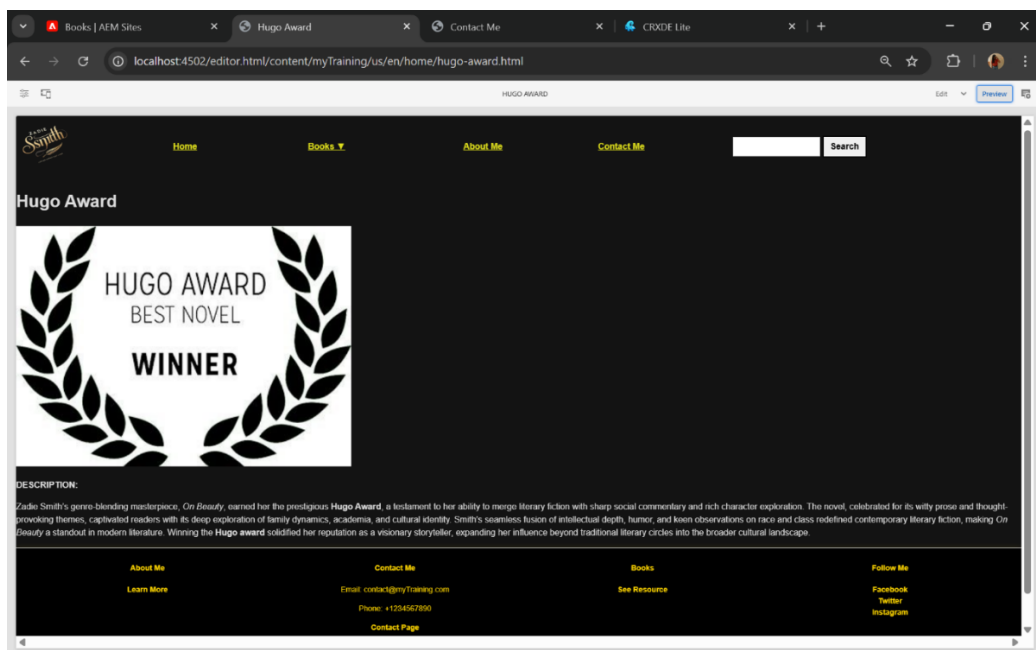 Books | AEM Sites
Hugo Award
Contact Me
CRXDE Lite
localhost:4502/editor.html/content/myTraining/us/en/home/hugo-award.html
HUGO AWARD
Edit
Preview
Ssmith
Home
Books ▼
About Me
Contact Me
Search
Hugo Award
HUGO AWARD
BEST NOVEL
WINNER
DESCRIPTION:
Zadie Smith's genre-blending masterpiece, On Beauty, earned her the prestigious Hugo Award, a testament to her ability to merge literary fiction with sharp social commentary and rich character exploration. The novel, celebrated for its witty prose and thought-
provoking themes, captivated readers with its deep exploration of family dynamics, academia, and cultural identity. Smith's seamless fusion of intellectual depth, humor, and keen observations on race and class redefined contemporary literary fiction, making On
Beauty a standout in modern literature. Winning the Hugo award solidified her reputation as a visionary storyteller, expanding her influence beyond traditional literary circles into the broader cultural landscape.
About Me
Contact Me
Books
Follow Me
Learn More
Email: contact@myTraining.com
See Resource
Facebook
Twitter
Phone: +1234567890
Instagram
Contact Page